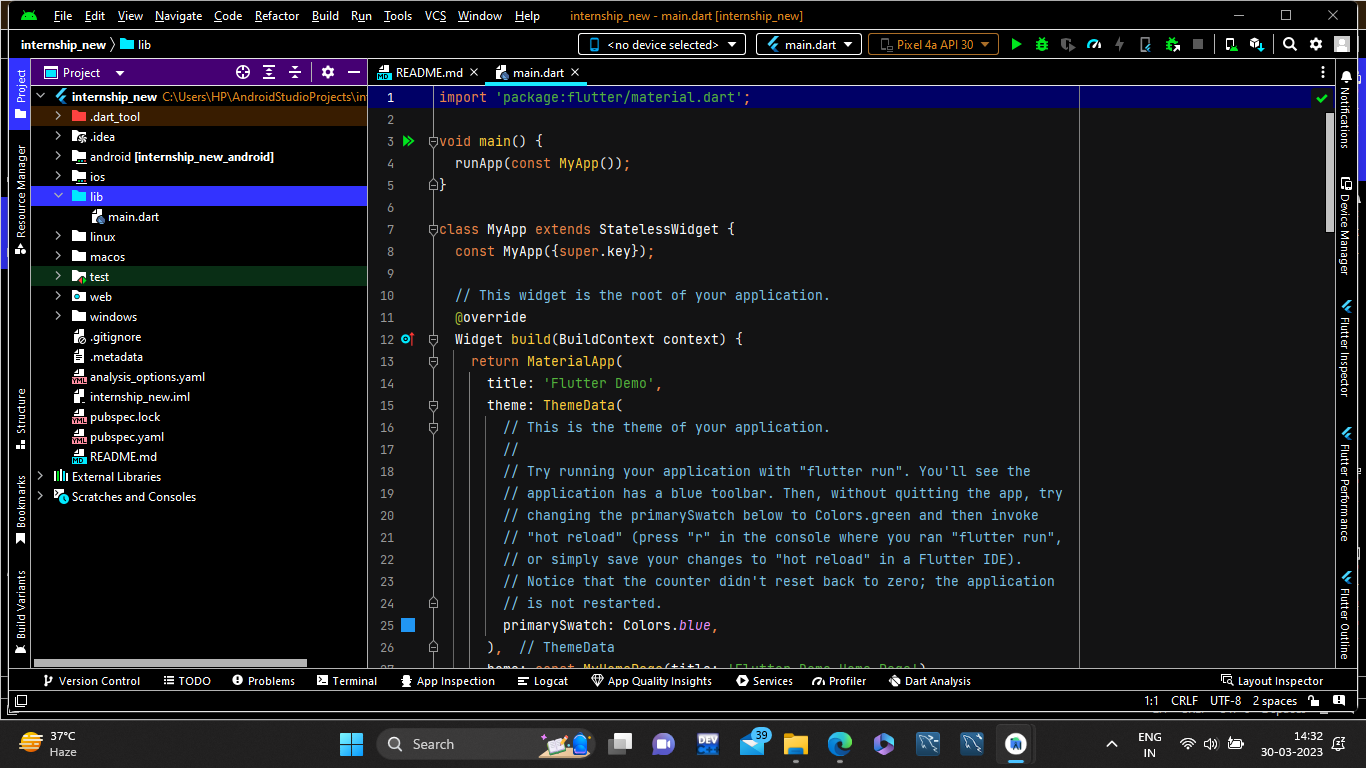 File Edit View Navigate Code Refactor Build Run Tools VCS Window Help internship_new - main.dart [internship_new]
internship_new lib <no device selected> main.dart Pixel 4a API 30
Project
README.md main.dart
Project
Resource Manager
Structure
Bookmarks
Build Variants
internship_new C:\Users\HP\AndroidStudioProjects\in
.dart_tool
.idea
android [internship_new_android]
ios
lib
main.dart
linux
macos
test
web
windows
.gitignore
.metadata
analysis_options.yaml
internship_new.iml
pubspec.lock
pubspec.yaml
README.md
External Libraries
Scratches and Consoles
1 import 'package:flutter/material.dart';
2
3 void main() {
4 runApp(const MyApp());
5 }
6
7 class MyApp extends StatelessWidget {
8 const MyApp({super.key});
9
10 // This widget is the root of your application.
11 @override
12 Widget build(BuildContext context) {
13 return MaterialApp(
14 title: 'Flutter Demo',
15 theme: ThemeData(
16 // This is the theme of your application.
17 //
18 // Try running your application with "flutter run". You'll see the
19 // application has a blue toolbar. Then, without quitting the app, try
20 // changing the primarySwatch below to Colors.green and then invoke
21 // "hot reload" (press "r" in the console where you ran "flutter run",
22 // or simply save your changes to "hot reload" in a Flutter IDE).
23 // Notice that the counter didn't reset back to zero; the application
24 // is not restarted.
25 primarySwatch: Colors.blue,
26 ), // ThemeData
27 home: const MyHomePage(title: 'Flutter Demo Home Page')
Notifications
Device Manager
Flutter Inspector
Flutter Performance
Flutter Outline
Version Control TODO Problems Terminal App Inspection Logcat App Quality Insights Services Profiler Dart Analysis Layout Inspector
1:1 CRLF UTF-8 2 spaces
37°C
Haze
Search
DEV
39
ENG
IN
14:32
30-03-2023